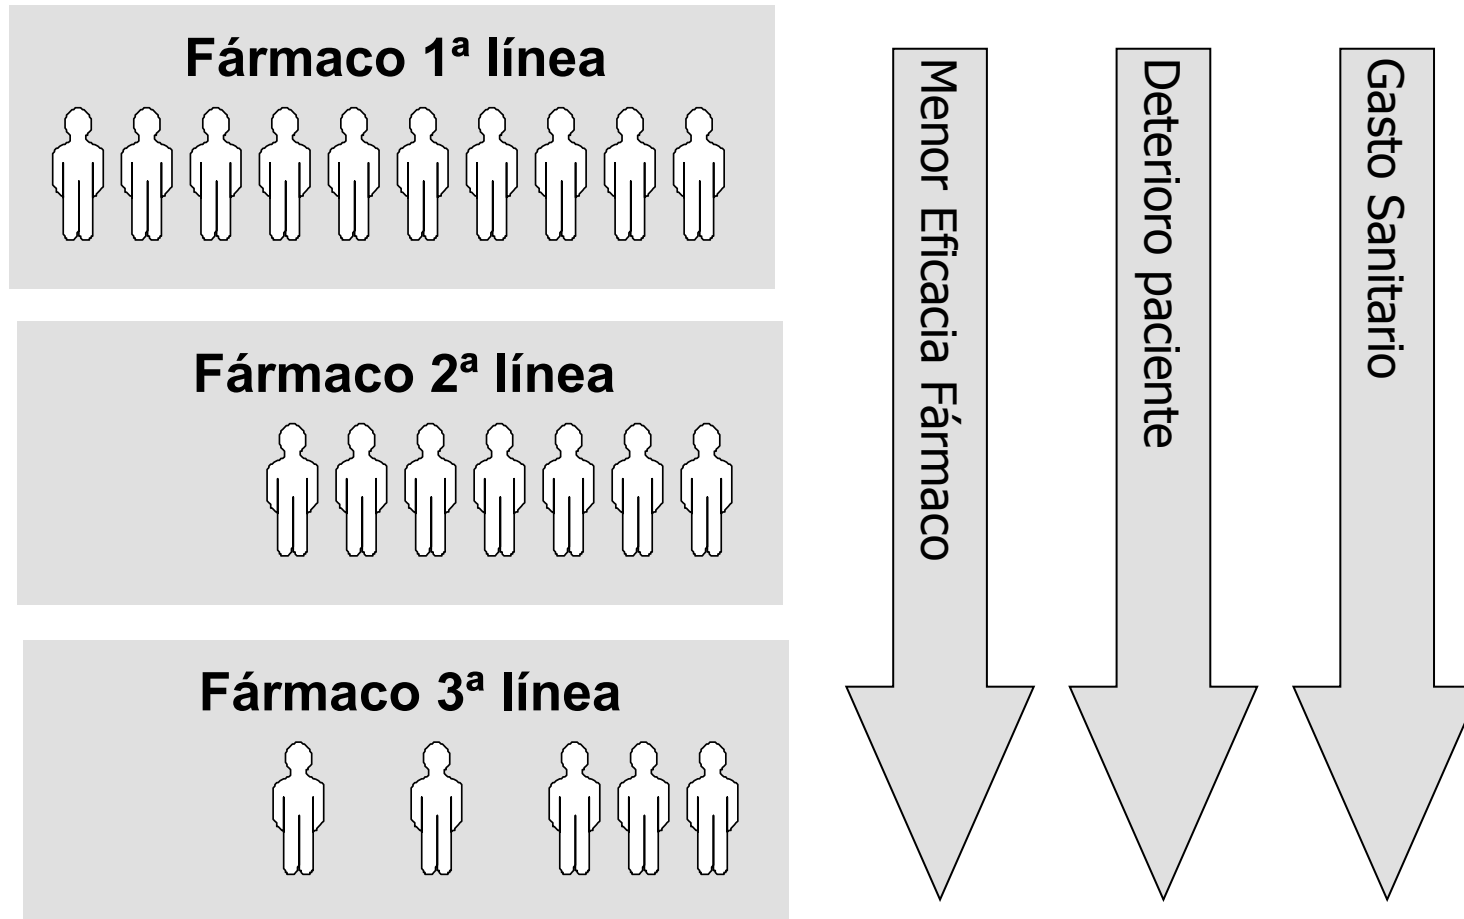 Fármaco 1ª línea
Fármaco 2ª línea
Fármaco 3ª línea
Menor Eficacia Fármaco
Deterioro paciente
Gasto Sanitario